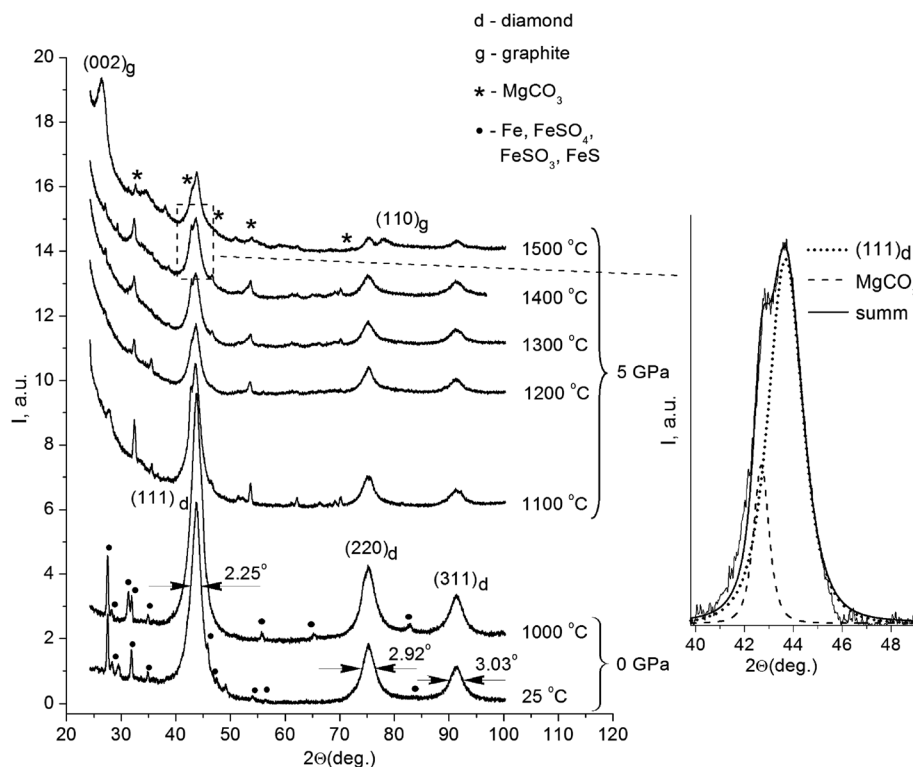 d - diamond
g - graphite
* - MgCO3
• - Fe, FeSO4,
FeSO3, FeS
I, a.u.
20
18
16
14
12
10
8
6
4
2
0
20 30 40 50 60 70 80 90 100 110 120
2Θ(deg.)
(002)g
(110)g
(111)d
(220)d
(311)d
2.25°
2.92°
3.03°
1500 °C
1400 °C
1300 °C
1200 °C
1100 °C
5 GPa
1000 °C
25 °C
0 GPa
(111)d
MgCO
summ
I, a.u.
40 42 44 46 48
2Θ(deg.)